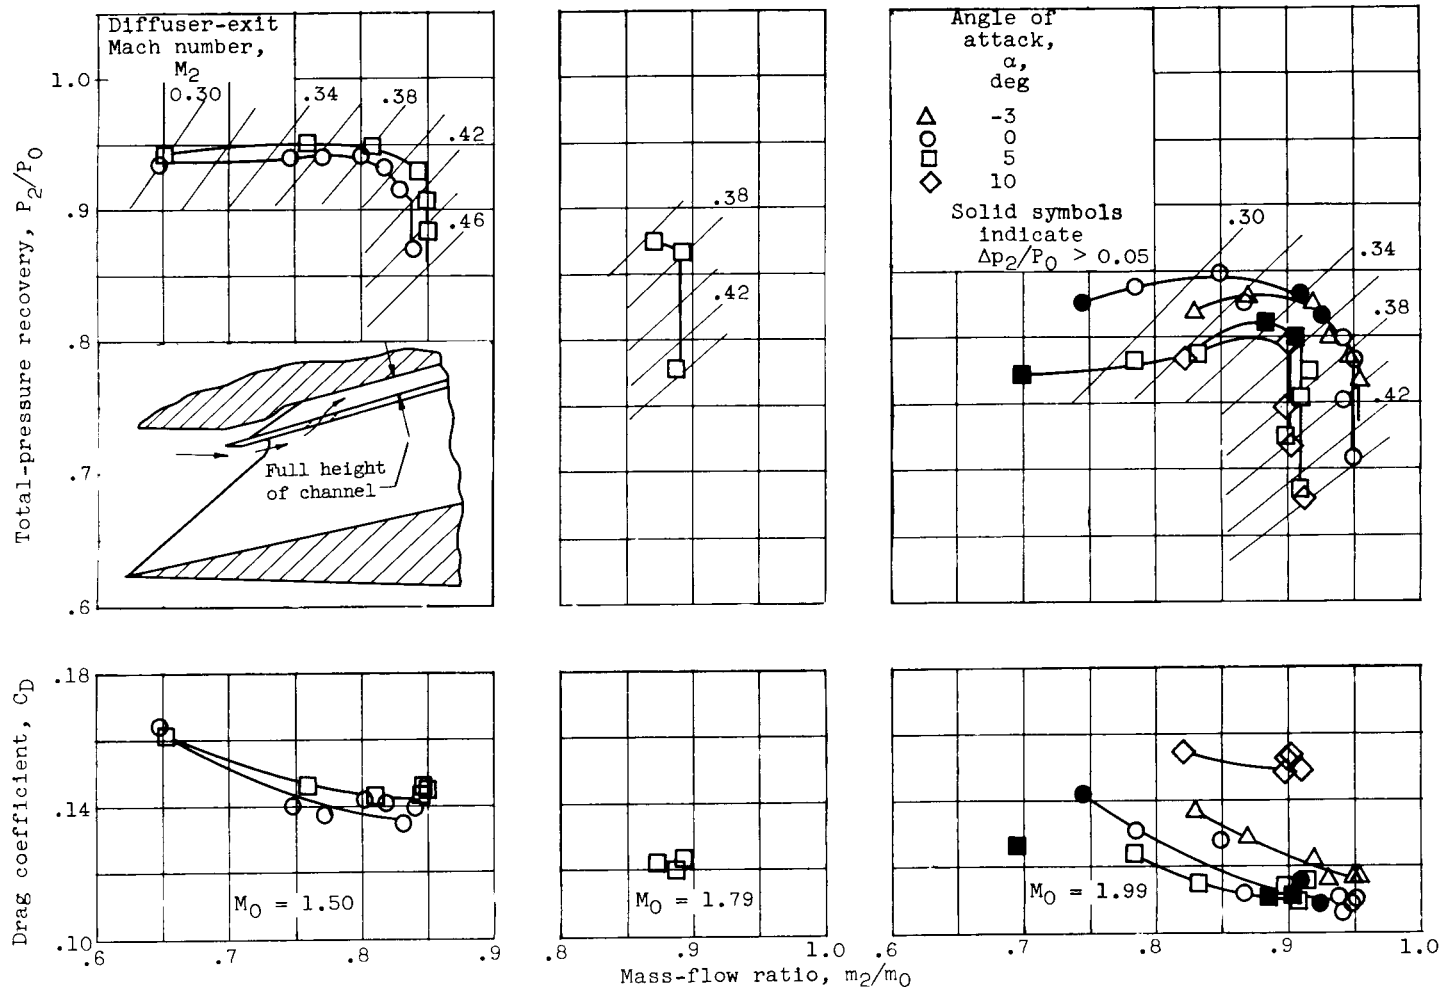 Diffuser-exit
Mach number,
M2
0.30
.34
.38
.42
.46
1.0
.9
.8
.7
.6
Total-pressure recovery, P2/P0
Full height
of channel
.38
.42
Angle of
attack,
α,
deg
-3
0
5
10
Solid symbols
indicate
Δp2/P0 > 0.05
.30
.34
.38
.42
.18
.14
.10
Drag coefficient, CD
M0 = 1.50
M0 = 1.79
M0 = 1.99
.6 .7 .8 .9
.8 .9 1.0
.6 .7 .8 .9 1.0
Mass-flow ratio, m2/m0